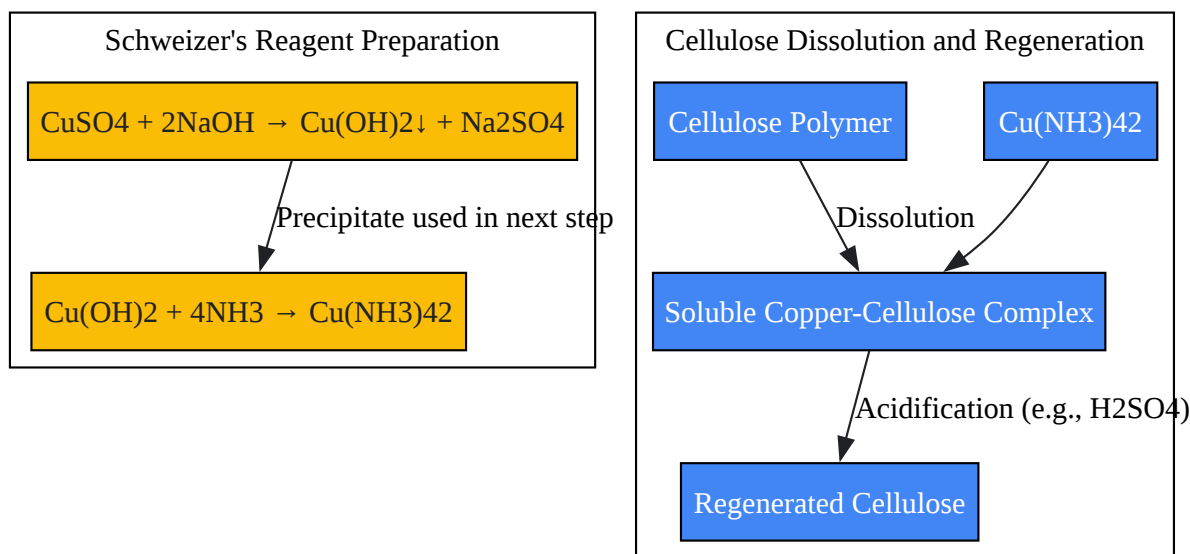 Schweizer's Reagent Preparation
CuSO4 + 2NaOH → Cu(OH)2↓ + Na2SO4
Precipitate used in next step
Cu(OH)2 + 4NH3 → Cu(NH3)42
Cellulose Dissolution and Regeneration
Cellulose Polymer
Cu(NH3)42
Dissolution
Soluble Copper-Cellulose Complex
Acidification (e.g., H2SO4)
Regenerated Cellulose